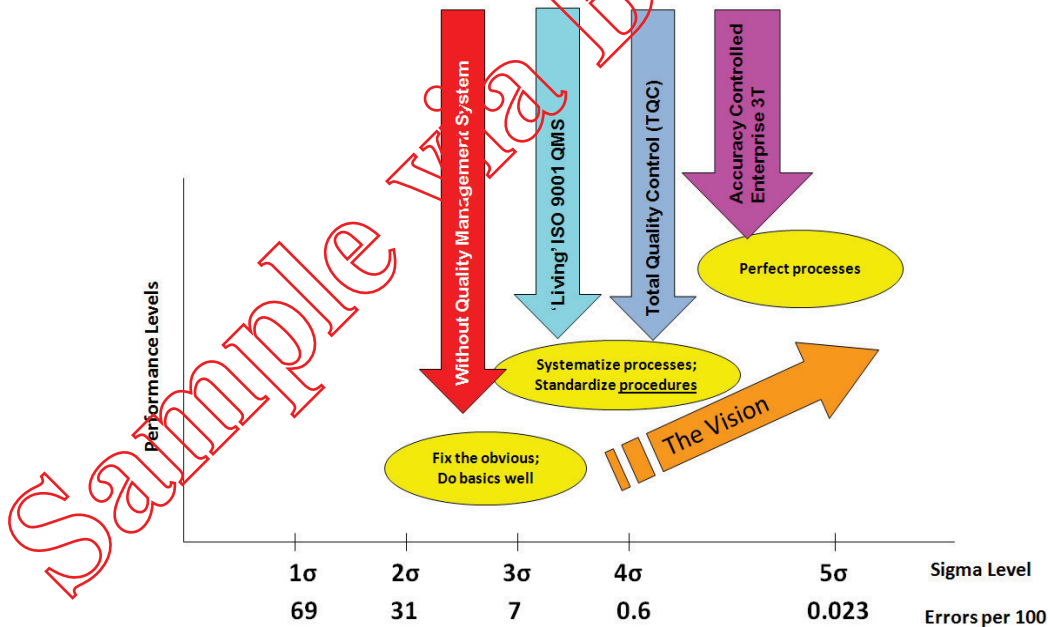 Without Quality Management System
‘Living’ ISO 9001 QMS
Total Quality Control (TQC)
Accuracy Controlled
Enterprise 3T
Perfect processes
Systematize processes;
Standardize procedures
The Vision
Fix the obvious;
Do basics well
Performance Levels
1σ 2σ 3σ 4σ 5σ Sigma Level
69 31 7 0.6 0.023 Errors per 100
Sample via